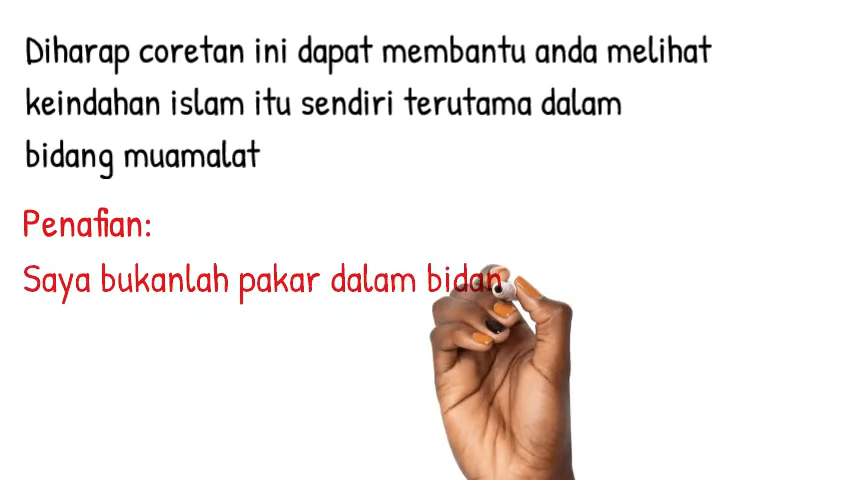 Diharap coretan ini dapat membantu anda melihat
keindahan islam itu sendiri terutama dalam
bidang muamalat
Penafian:
Saya bukanlah pakar dalam bidan